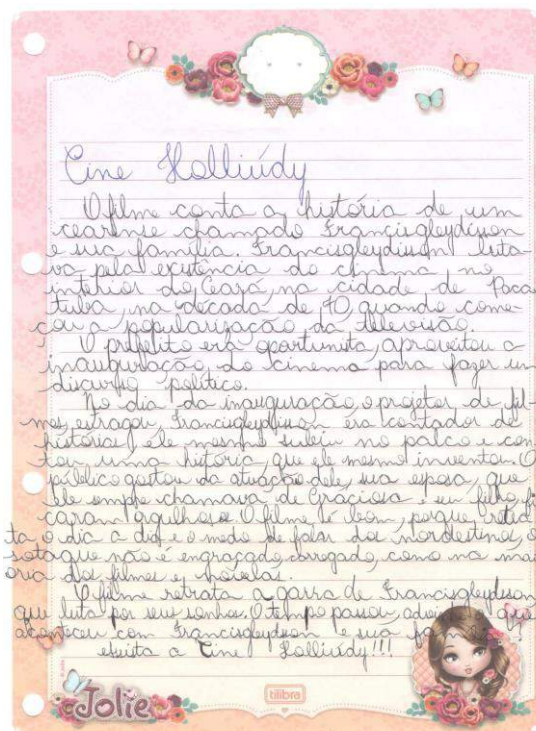 Cine Holliúdy
O filme conta a história de um
cearense chamado Francisgleydisson
e sua família. Francisgleydisson luta-
va pela existência do cinema no
interior do Ceará, na cidade de Paca
tuba, na década de 70, quando come-
çou a popularização da televisão
O prefeito era oportunista, aproveitou a
inauguração do cinema para fazer um
discurso político.
No dia da inauguração, o projetor de fil-
mes, estragou, Francisgleydisson era contador de
histórias, ele mesmo subiu no palco e con
tou uma história que ele mesmo inventou. O
público gostou da atuação dele, sua esposa, que
ele sempre chamava de Graciosa e seu filho, fi
caram orgulhosos. O filme é bom, porque retra
ta o dia a dia e o modo de falar dos nordestinos, o
sotaque não é engraçado, carregado, como na mai
oria dos filmes e novelas.
O filme retrata a garra de Francisgleydisson
que luta por seus sonhos. O tempo passou, o que
aconteceu com Francisgleydisson e sua
assista a Cine Holliúdy!!!
Jolie
tilibra